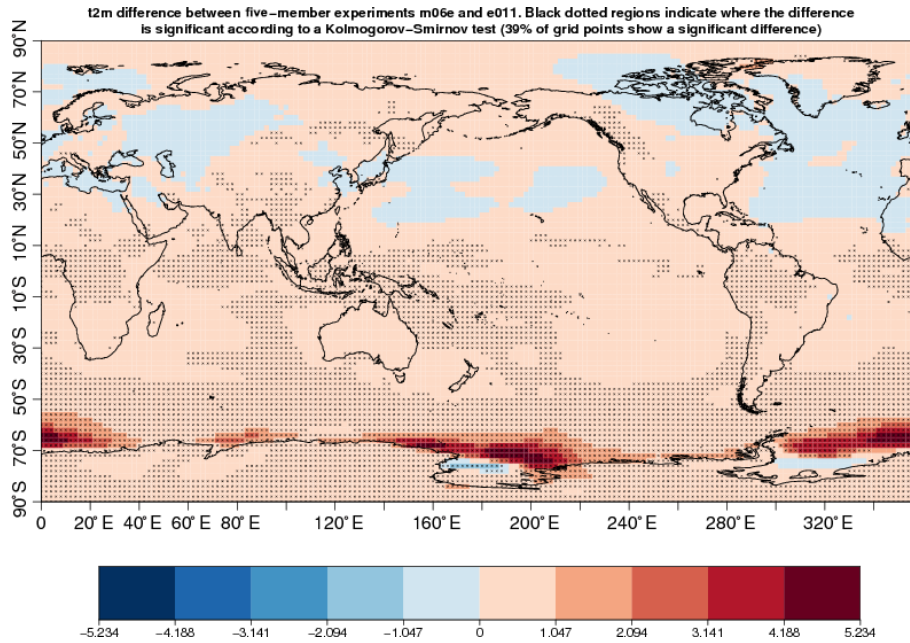 t2m difference between five−member experiments m06e and e011. Black dotted regions indicate where the difference
is significant according to a Kolmogorov−Smirnov test (39% of grid points show a significant difference)
90°N
70°N
50°N
30°N
10°N
10°S
30°S
50°S
70°S
90°S
0 20°E 60°E 120°E 160°E 200°E 240°E 280°E 320°E
−5.234 −4.188 −3.141 −2.094 −1.047 0 1.047 2.094 3.141 4.188 5.234